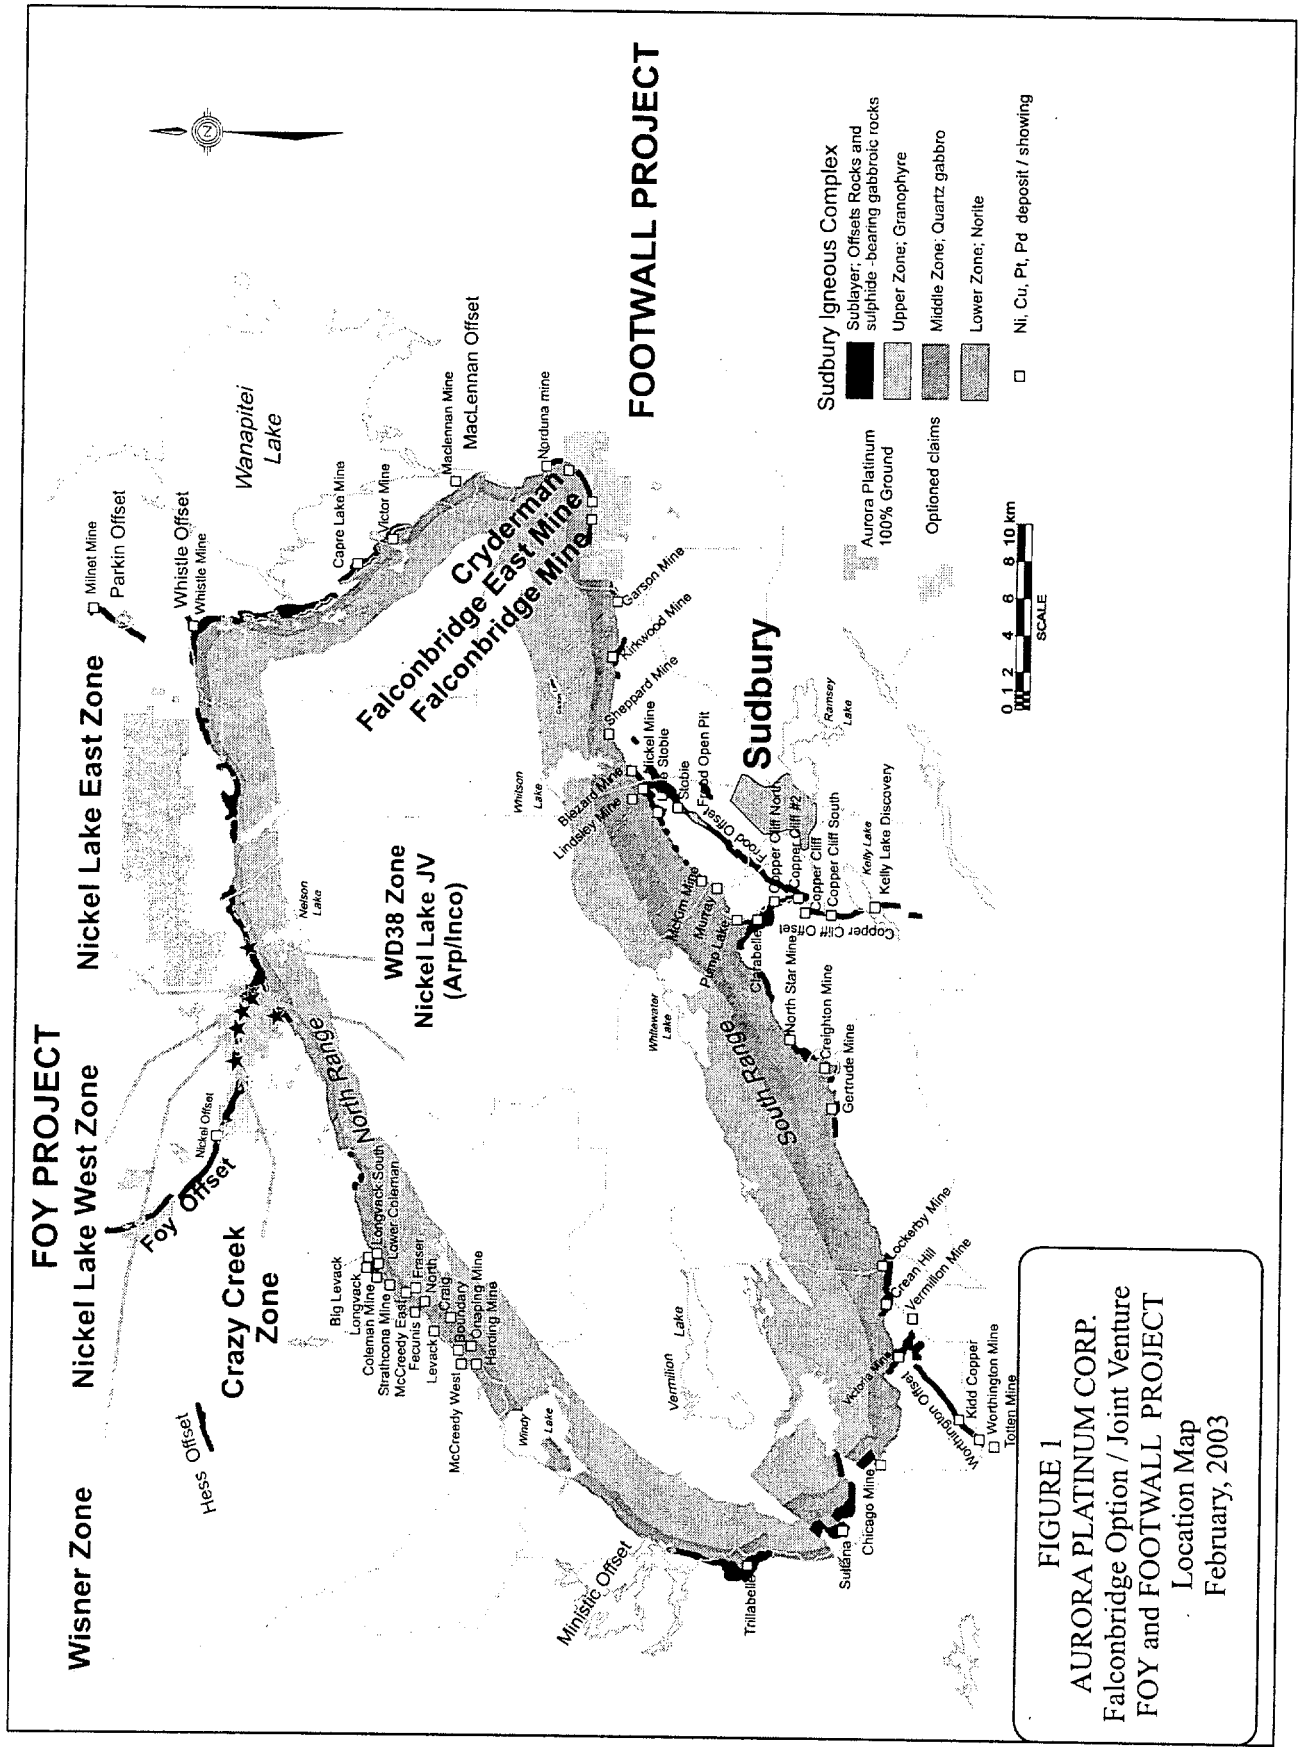 FOY PROJECT
Wisner Zone
Nickel Lake West Zone
Nickel Lake East Zone
Milnet Mine
Parkin Offset
Hess Offset
Crazy Creek
Zone
Foy Offset
Nickel Offset
Whistle Offset
Whistle Mine
Wanapitei
Lake
Capre Lake Mine
Victor Mine
Maclennan Mine
MacLennan Offset
Norduna mine
N
Big Levack
Longvack
Longvack South
Coleman Mine
Lower Coleman
Strathcona Mine
McCreedy East
Fraser
Fecunis
North
Levack
Craig
Boundary
McCreedy West
Onaping Mine
Harding Mine
North Range
Nelson
Lake
WD38 Zone
Nickel Lake JV
(Arp/Inco)
Cryderman
Falconbridge East Mine
Falconbridge Mine
FOOTWALL PROJECT
Windy
Lake
Ministic Offset
Trillabelle
Sultana
Chicago Mine
Vermilion
Lake
Whitewater
Lake
Whitson
Lake
South Range
Garson Mine
Kirkwood Mine
Sheppard Mine
Blezard Mine
Lindsley Mine
Nickel Mine
Stobie
Stobie
Frood Open Pit
Frood Offset
McKim Mine
Murray
Pump Lake
Clarabelle
North Star Mine
Creighton Mine
Gertrude Mine
Lockerby Mine
Crean Hill
Vermillon Mine
Victoria Mine
Worthington Offset
Kidd Copper
Worthington Mine
Totten Mine
Copper Cliff North
Copper Cliff #2
Copper Cliff
Copper Cliff South
Copper Cliff Offset
Kelly Lake
Kelly Lake Discovery
Sudbury
Ramsey
Lake
Sudbury Igneous Complex
Sublayer; Offsets Rocks and
sulphide -bearing gabbroic rocks
Upper Zone; Granophyre
Middle Zone; Quartz gabbro
Lower Zone; Norite
Ni, Cu, Pt, Pd deposit / showing
Aurora Platinum
100% Ground
Optioned claims
0 1 2 4 6 8 10 km
SCALE
FIGURE 1
AURORA PLATINUM CORP.
Falconbridge Option / Joint Venture
FOY and FOOTWALL PROJECT
Location Map
February, 2003